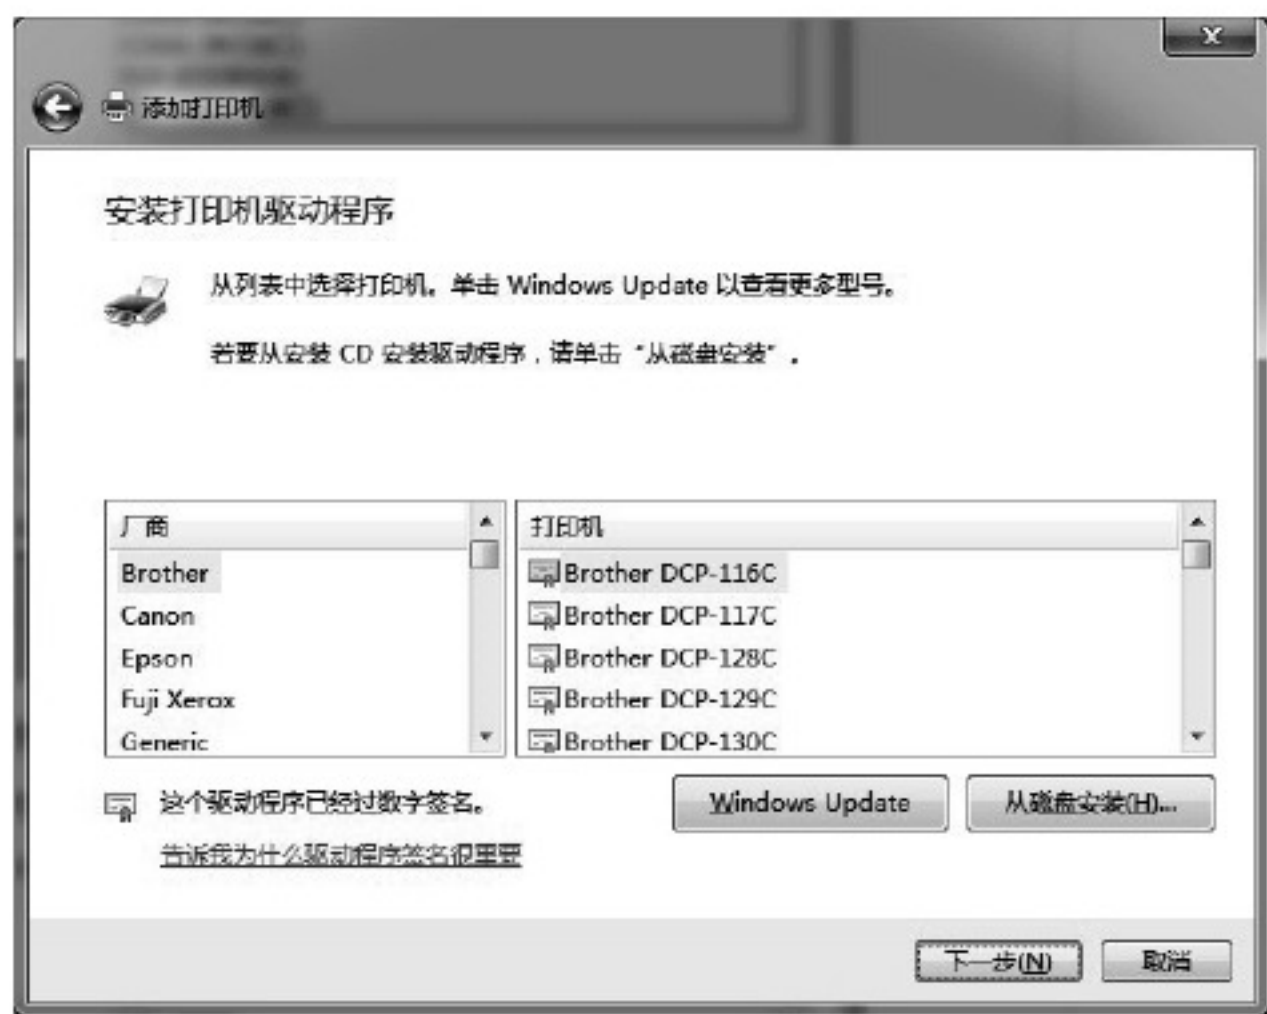 添加打印机
安装打印机驱动程序
从列表中选择打印机。单击 Windows Update 以查看更多型号。
若要从安装 CD 安装驱动程序，请单击“从磁盘安装”。
厂商
Brother
Canon
Epson
Fuji Xerox
Generic
打印机
Brother DCP-116C
Brother DCP-117C
Brother DCP-128C
Brother DCP-129C
Brother DCP-130C
这个驱动程序已经过数字签名。
告诉我为什么驱动程序签名很重要
Windows Update
从磁盘安装(H)...
下一步(N)
取消